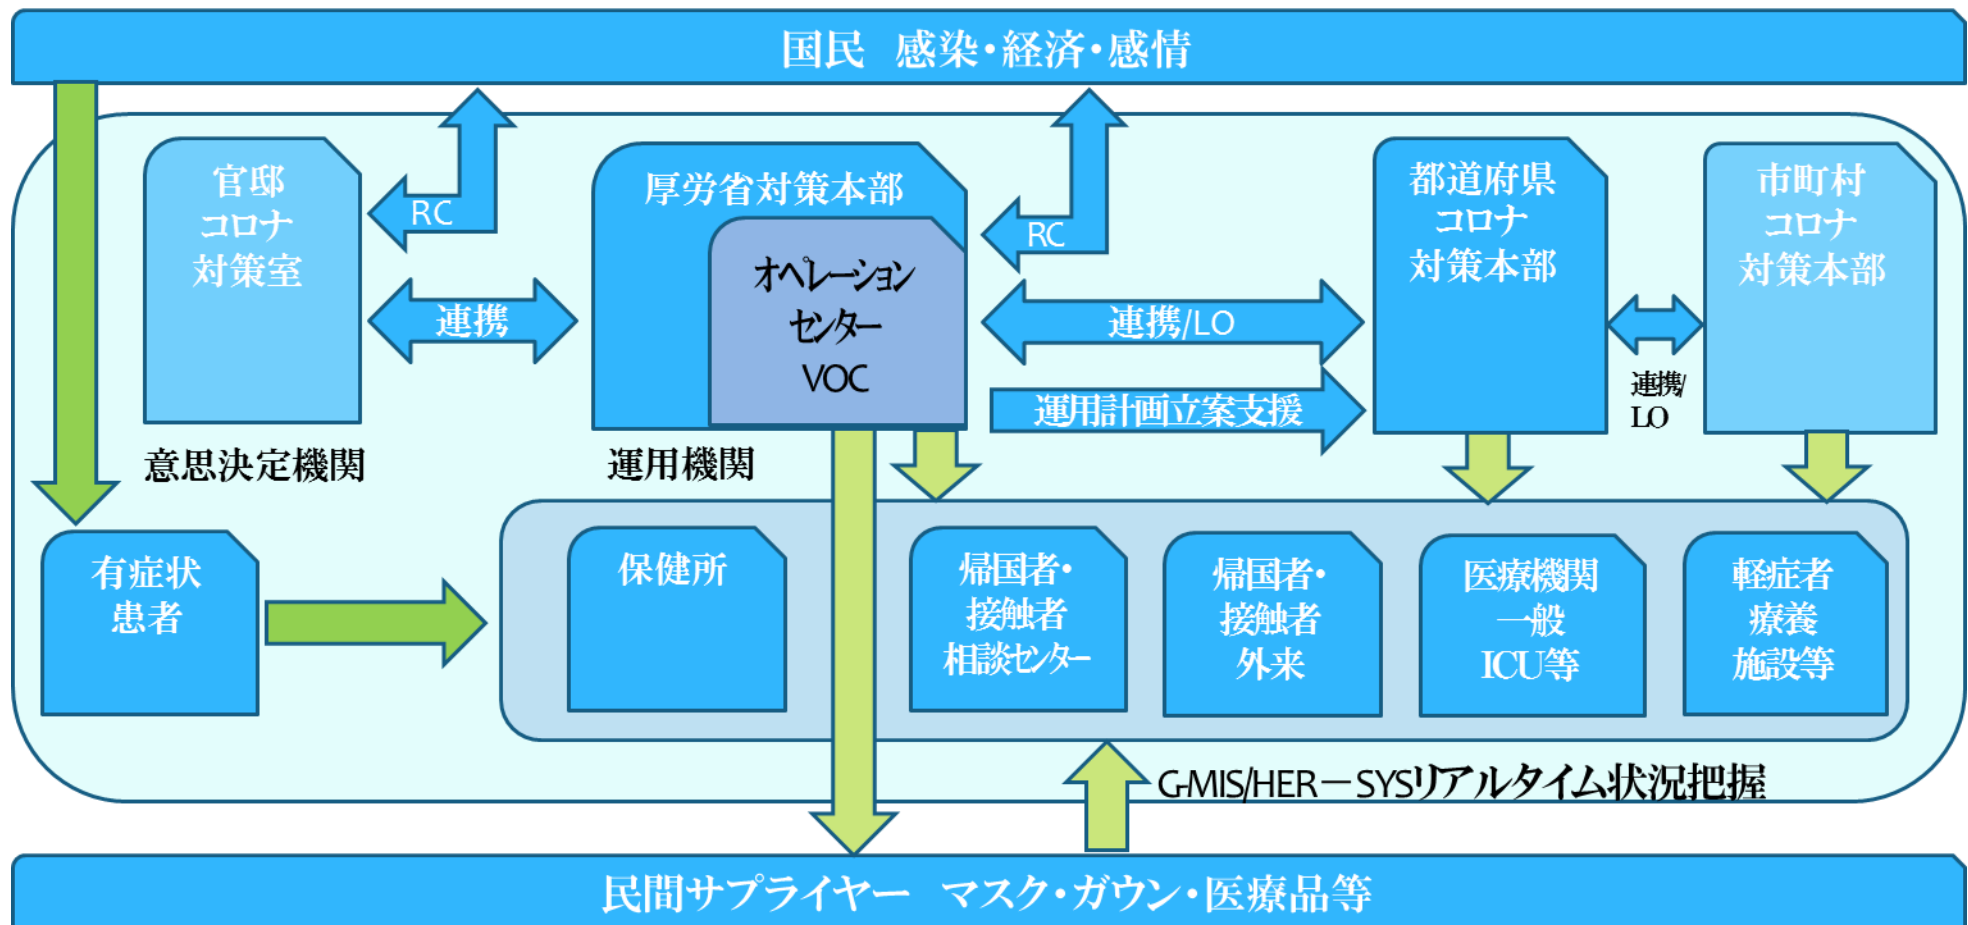 国民 感染・経済・感情
官邸
コロナ
対策室
RC
連携
意思決定機関
厚労省対策本部
オペレーション
センター
VOC
運用機関
RC
連携/LO
運用計画立案支援
都道府県
コロナ
対策本部
連携/
LO
市町村
コロナ
対策本部
有症状
患者
保健所
帰国者・
接触者
相談センター
帰国者・
接触者
外来
医療機関
一般
ICU等
軽症者
療養
施設等
G-MIS/HER－SYSリアルタイム状況把握
民間サプライヤー マスク・ガウン・医療品等